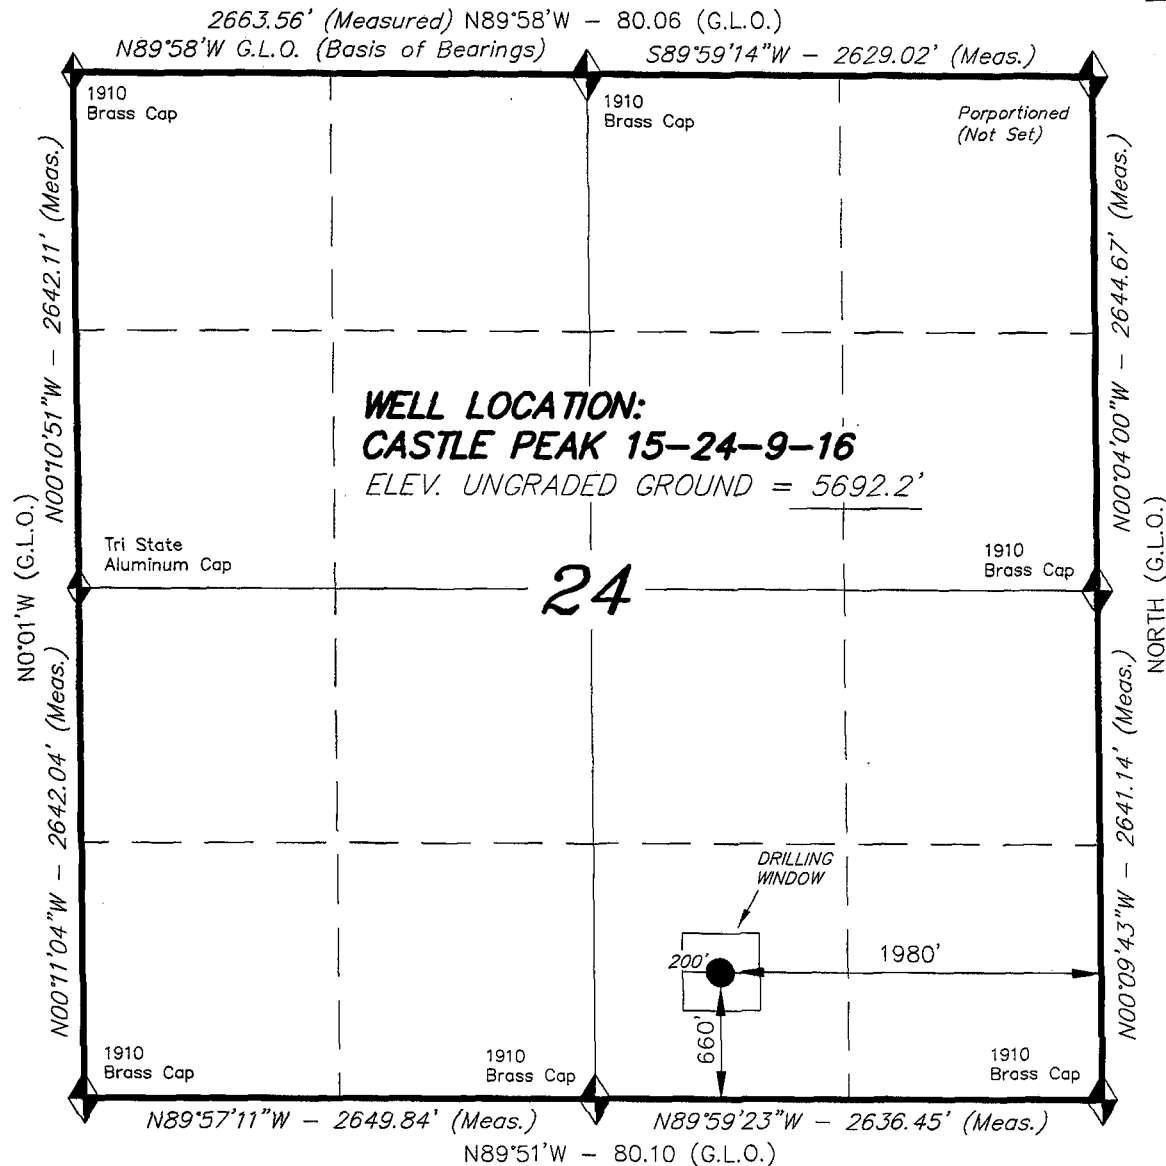 2663.56' (Measured) N89°58'W – 80.06 (G.L.O.)
N89°58'W G.L.O. (Basis of Bearings)
S89°59'14"W – 2629.02' (Meas.)
1910
Brass Cap
1910
Brass Cap
Porportioned
(Not Set)
N00°10'51"W – 2642.11' (Meas.)
N00°04'00"W – 2644.67' (Meas.)
WELL LOCATION:
CASTLE PEAK 15–24–9–16
ELEV. UNGRADED GROUND = 5692.2'
N0°01'W (G.L.O.)
NORTH (G.L.O.)
Tri State
Aluminum Cap
1910
Brass Cap
24
N00°11'04"W – 2642.04' (Meas.)
N00°09'43"W – 2641.14' (Meas.)
DRILLING
WINDOW
200'
1980'
660'
1910
Brass Cap
1910
Brass Cap
1910
Brass Cap
N89°57'11"W – 2649.84' (Meas.)
N89°59'23"W – 2636.45' (Meas.)
N89°51'W – 80.10 (G.L.O.)